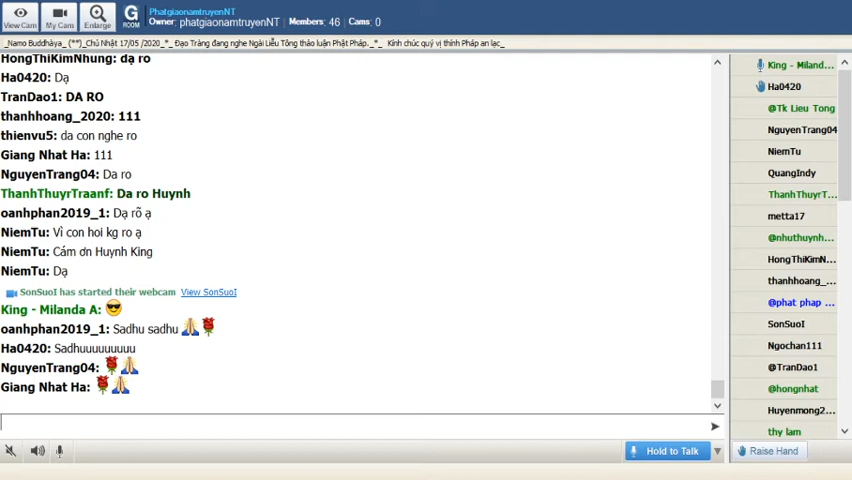 PhatgiaonamtruyenNT
Owner: phatgiaonamtruyenNT Members: 46 Cams: 0
View Cam
My Cam
Enlarge
G
ROOM
_Namo Buddhàya_ (**)_Chủ Nhật 17/05 /2020_*_ Đạo Tràng đang nghe Ngài Liễu Tông thảo luận Phật Pháp._*_ Kính chúc quý vị thính Pháp an lạc_
HongThiKimNhung: dạ ro
Ha0420: Dạ
TranDao1: DA RO
thanhhoang_2020: 111
thienvu5: da con nghe ro
Giang Nhat Ha: 111
NguyenTrang04: Da ro
ThanhThuyrTraanf: Da ro Huynh
oanhphan2019_1: Dạ rõ ạ
NiemTu: Vì con hoi kg ro ạ
NiemTu: Cám ơn Huynh King
NiemTu: Dạ
SonSuoI has started their webcam View SonSuoI
King - Milanda A:
oanhphan2019_1: Sadhu sadhu
Ha0420: Sadhuuuuuuuuu
NguyenTrang04:
Giang Nhat Ha:
King - Miland...
Ha0420
@Tk Lieu Tong
NguyenTrang04
NiemTu
QuangIndy
ThanhThuyrT...
metta17
@nhuthuynh...
HongThiKimN...
thanhhoang_...
@phat phap ...
SonSuoI
Ngochan111
@TranDao1
@hongnhat
Huyenmong2...
thy lam
Hold to Talk
Raise Hand